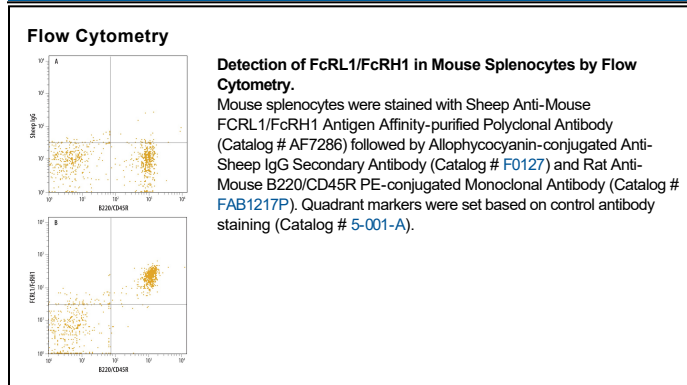 Flow Cytometry
A
Sheep IgG
B220/CD45R
B
FCRL1/FcRH1
B220/CD45R
Detection of FcRL1/FcRH1 in Mouse Splenocytes by Flow
Cytometry.
Mouse splenocytes were stained with Sheep Anti-Mouse
FCRL1/FcRH1 Antigen Affinity-purified Polyclonal Antibody
(Catalog # AF7286) followed by Allophycocyanin-conjugated Anti-
Sheep IgG Secondary Antibody (Catalog # F0127) and Rat Anti-
Mouse B220/CD45R PE-conjugated Monoclonal Antibody (Catalog #
FAB1217P). Quadrant markers were set based on control antibody
staining (Catalog # 5-001-A).